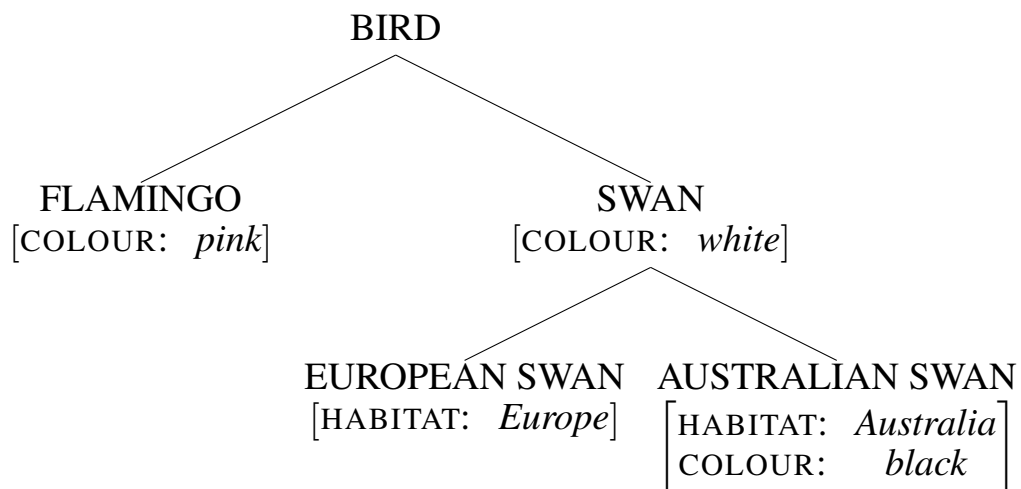 BIRD
FLAMINGO
[COLOUR: pink]
SWAN
[COLOUR: white]
EUROPEAN SWAN
[HABITAT: Europe]
AUSTRALIAN SWAN
[HABITAT: Australia
COLOUR: black]